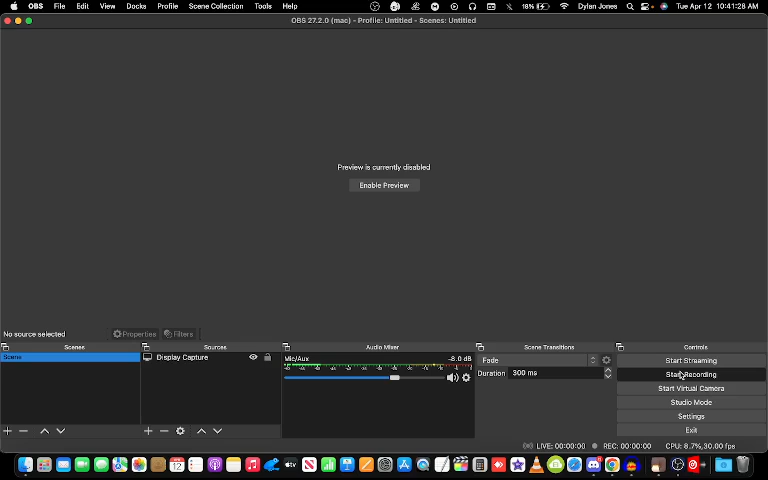 OBS File Edit View Docks Profile Scene Collection Tools Help 18% Dylan Jones Tue Apr 12 10:41:28 AM
OBS 27.2.0 (mac) - Profile: Untitled - Scenes: Untitled
Preview is currently disabled
Enable Preview
No source selected Properties Filters
Scenes Sources Audio Mixer Scene Transitions Controls
Scene
Display Capture
Mic/Aux -8.0 dB
Fade
Duration 300 ms
Start Streaming
Start Recording
Start Virtual Camera
Studio Mode
Settings
Exit
LIVE: 00:00:00 REC: 00:00:00 CPU: 8.7%,30.00 fps